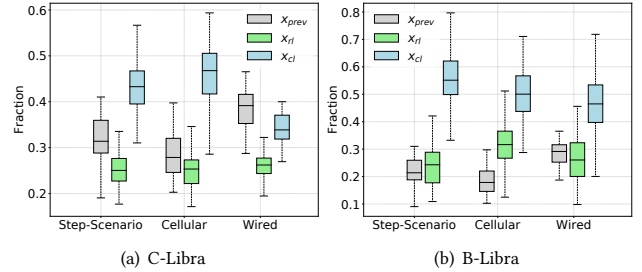 0.6
0.5
0.4
0.3
0.2
Fraction
x_prev
x_rl
x_cl
Step-Scenario Cellular Wired
(a) C-Libra
0.8
0.7
0.6
0.5
0.4
0.3
0.2
0.1
Fraction
x_prev
x_rl
x_cl
Step-Scenario Cellular Wired
(b) B-Libra